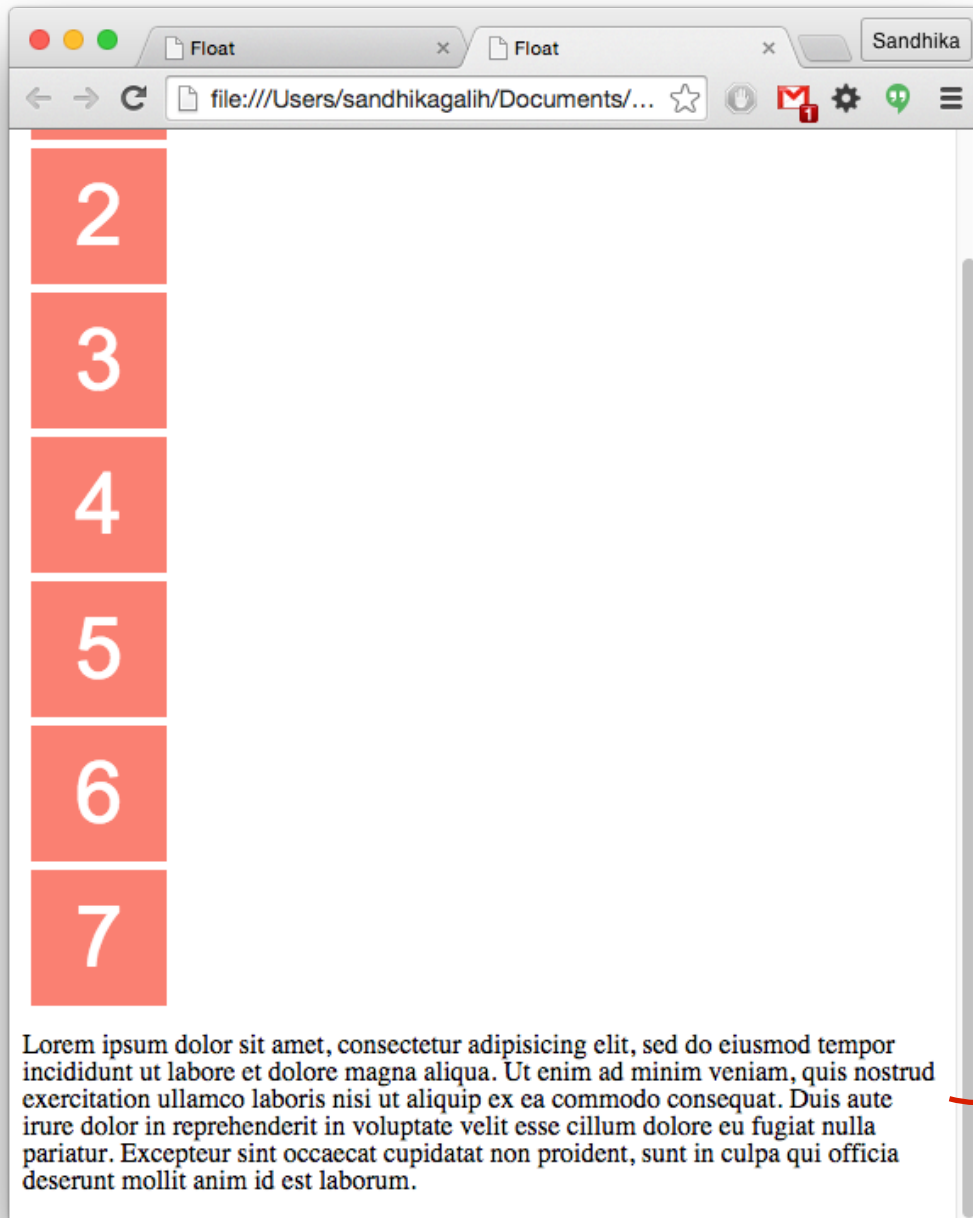 Float
Float
Sandhika
file:///Users/sandhikagalih/Documents/...
1
2
3
4
5
6
7
Lorem ipsum dolor sit amet, consectetur adipisicing elit, sed do eiusmod tempor
incididunt ut labore et dolore magna aliqua. Ut enim ad minim veniam, quis nostrud
exercitation ullamco laboris nisi ut aliquip ex ea commodo consequat. Duis aute
irure dolor in reprehenderit in voluptate velit esse cillum dolore eu fugiat nulla
pariatur. Excepteur sint occaecat cupidatat non proident, sunt in culpa qui officia
deserunt mollit anim id est laborum.